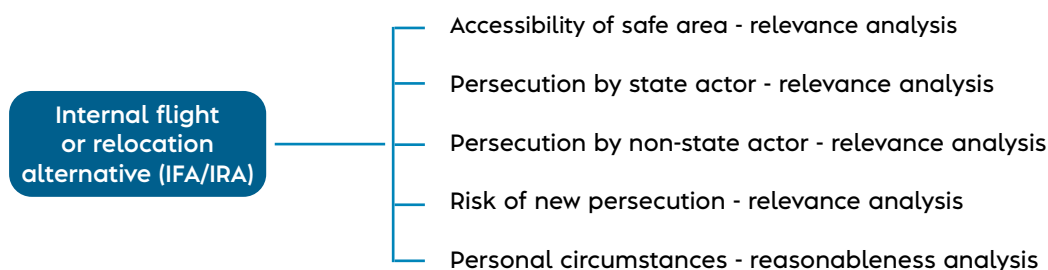 Internal flight
or relocation
alternative (IFA/IRA)
Accessibility of safe area - relevance analysis
Persecution by state actor - relevance analysis
Persecution by non-state actor - relevance analysis
Risk of new persecution - relevance analysis
Personal circumstances - reasonableness analysis